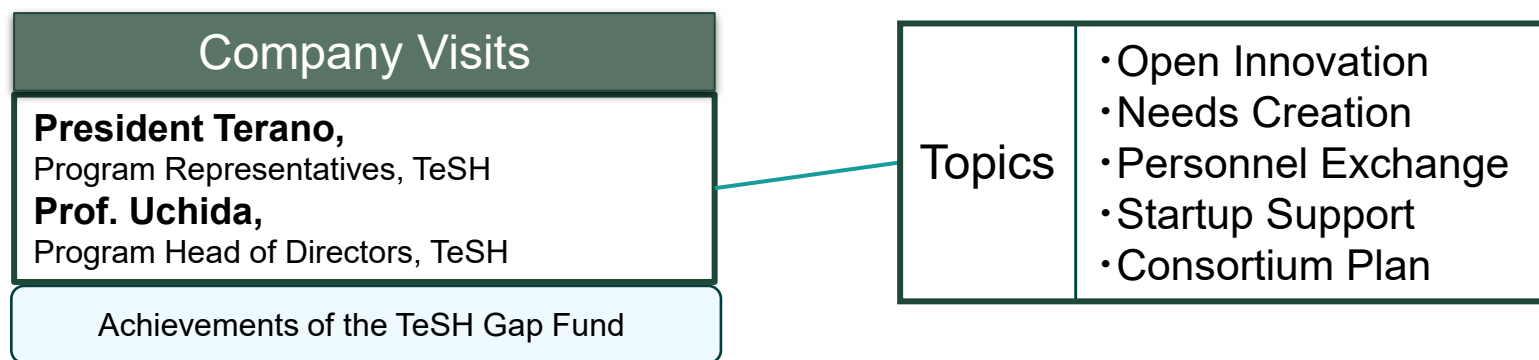 Company Visits
President Terano,
Program Representatives, TeSH
Prof. Uchida,
Program Head of Directors, TeSH
Achievements of the TeSH Gap Fund
Topics
・Open Innovation
・Needs Creation
・Personnel Exchange
・Startup Support
・Consortium Plan